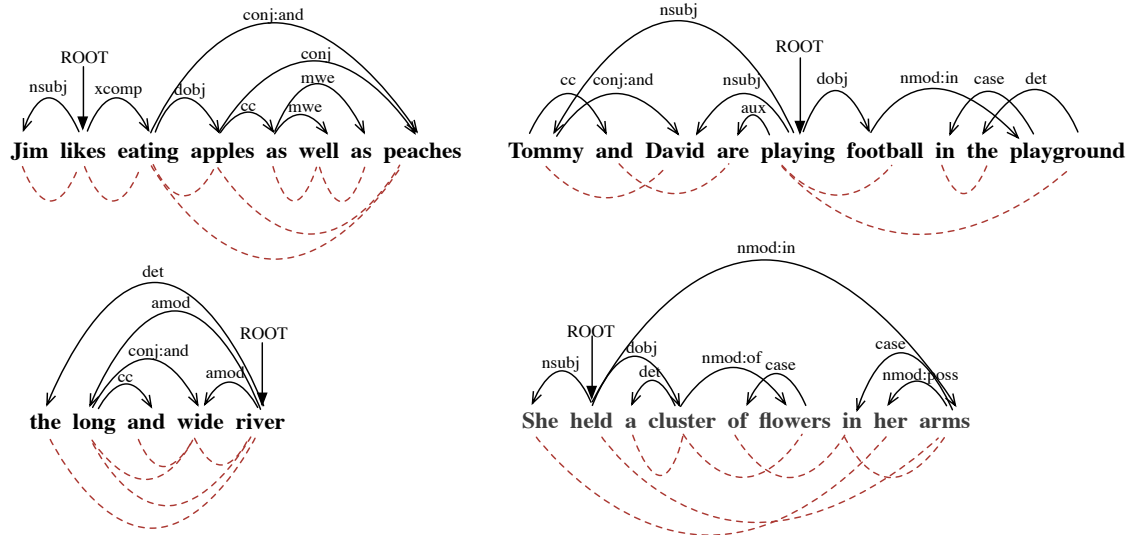 conj:and
conj
ROOT
mwe
nsubj
xcomp
dobj
cc
mwe
Jim likes eating apples as well as peaches
nsubj
ROOT
cc
conj:and
nsubj
dobj
nmod:in
case
det
aux
Tommy and David are playing football in the playground
det
amod
ROOT
conj:and
cc
amod
the long and wide river
nmod:in
ROOT
nsubj
dobj
det
nmod:of
case
case
nmod:poss
She held a cluster of flowers in her arms